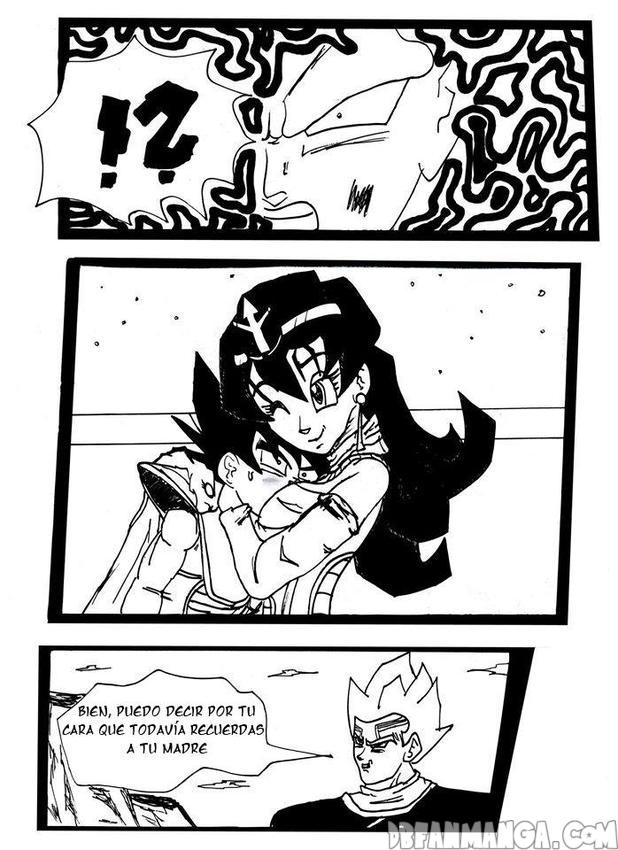 !?
BIEN, PUEDO DECIR POR TU
CARA QUE TODAVÍA RECUERDAS
A TU MADRE
DBFANMANGA.COM